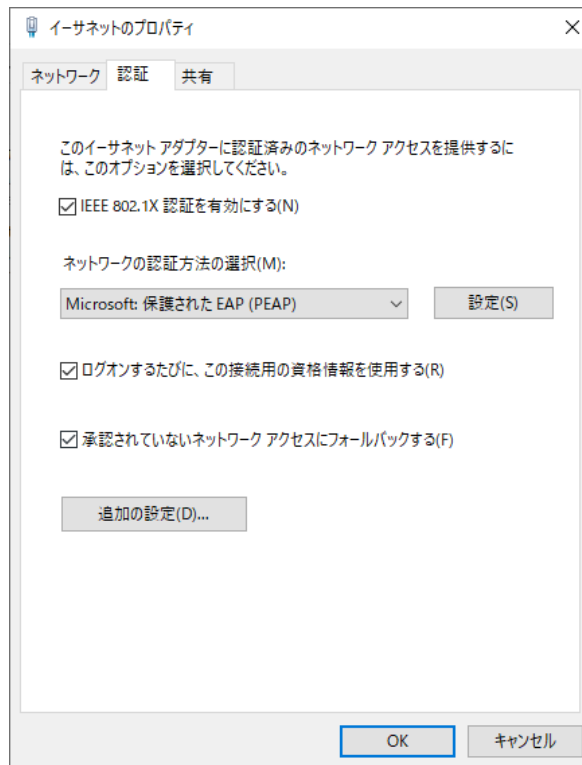 イーサネットのプロパティ
ネットワーク 認証 共有
このイーサネット アダプターに認証済みのネットワーク アクセスを提供するに
は、このオプションを選択してください。
IEEE 802.1X 認証を有効にする(N)
ネットワークの認証方法の選択(M):
Microsoft: 保護された EAP (PEAP) 設定(S)
ログオンするたびに、この接続用の資格情報を使用する(R)
承認されていないネットワーク アクセスにフォールバックする(F)
追加の設定(D)...
OK キャンセル